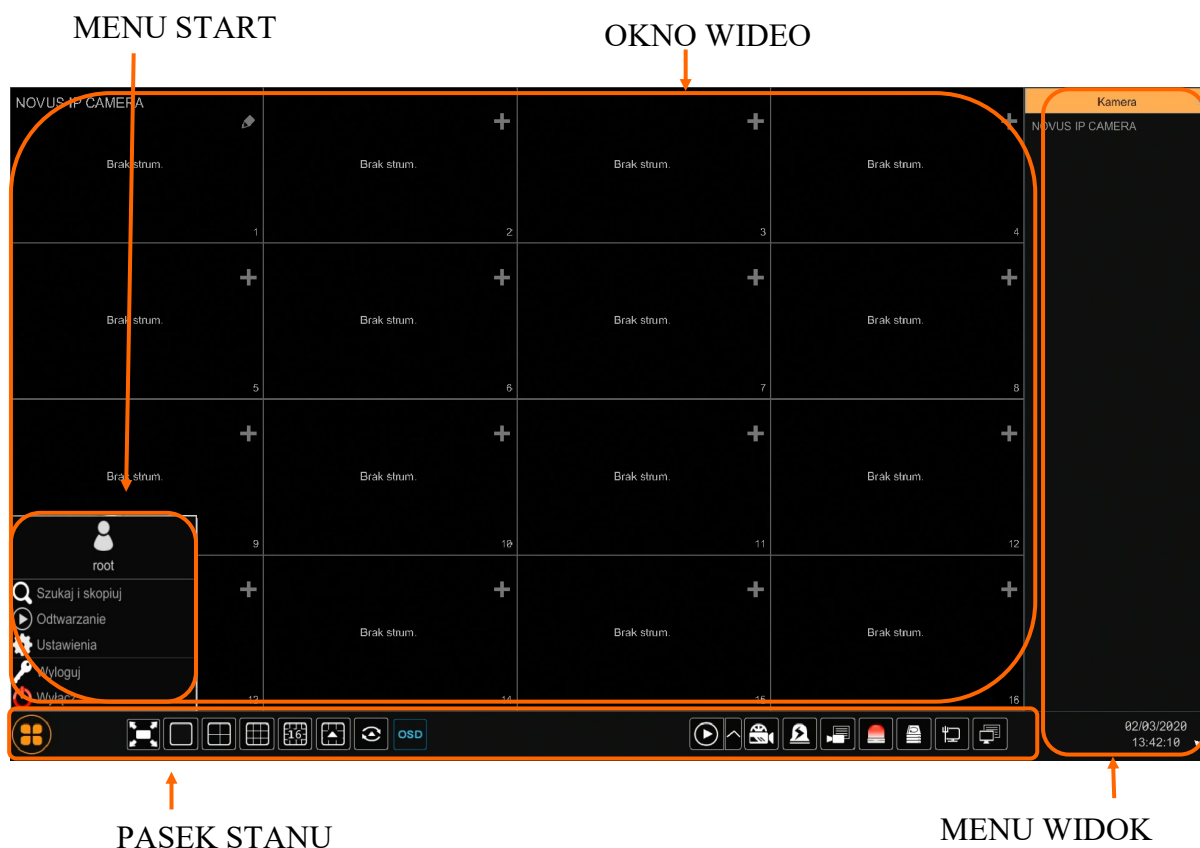 MENU START
OKNO WIDEO
NOVUS IP CAMERA
Kamera
NOVUS IP CAMERA
Brak strum.
Brak strum.
Brak strum.
Brak strum.
1
2
3
4
Brak strum.
Brak strum.
Brak strum.
Brak strum.
5
6
7
8
Brak strum.
Brak strum.
Brak strum.
Brak strum.
9
10
11
12
root
Szukaj i skopiuj
Odtwarzanie
Ustawienia
Wyloguj
Brak strum.
Brak strum.
Brak strum.
13
14
15
16
16
OSD
02/03/2020
13:42:10
PASEK STANU
MENU WIDOK